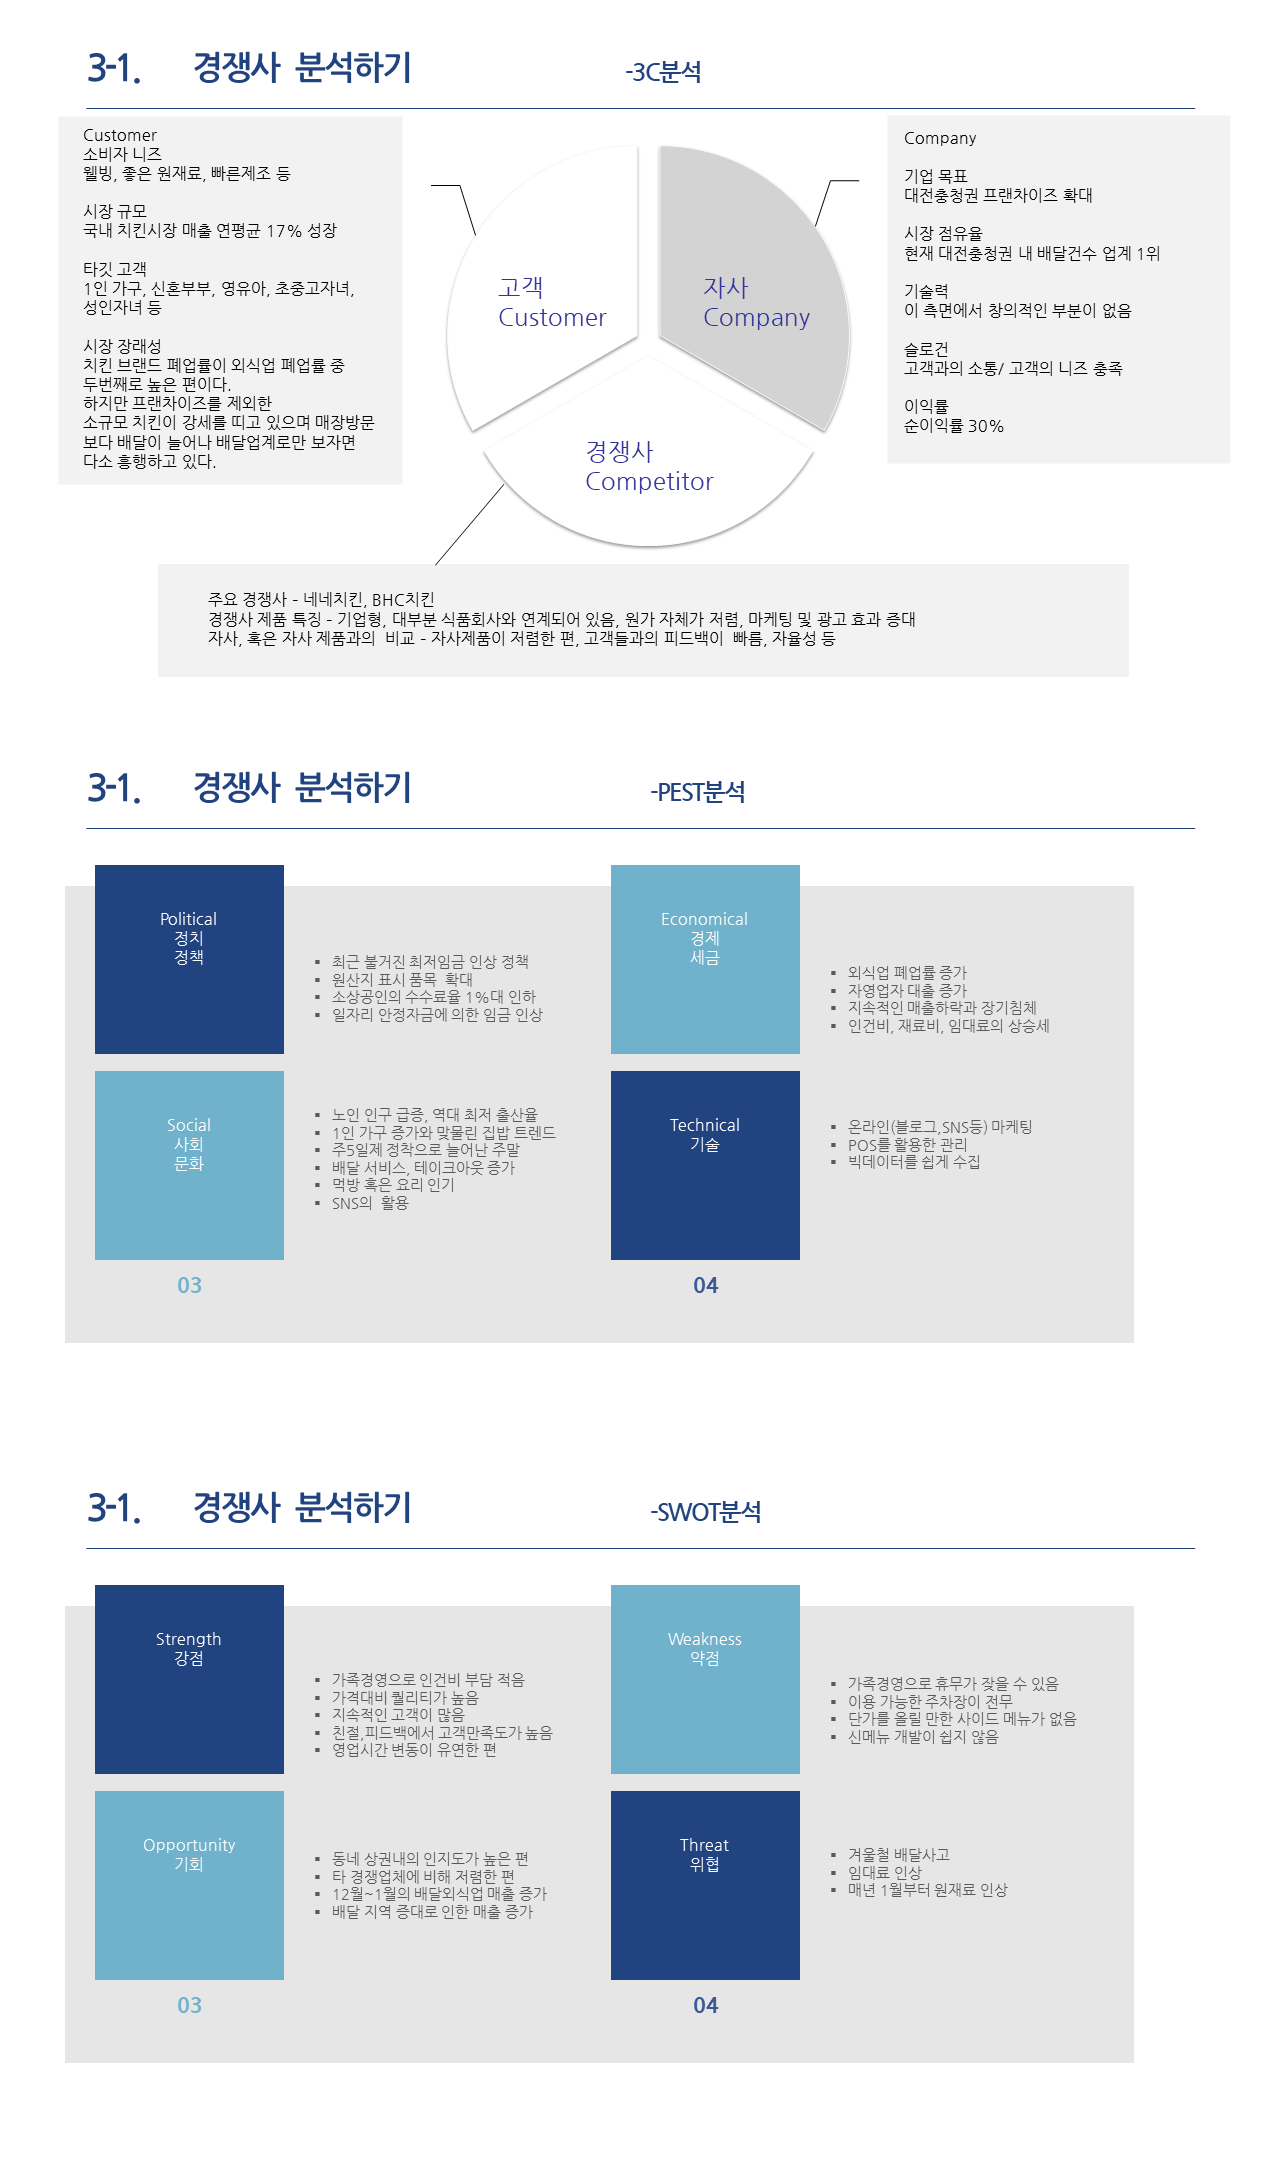 3-1. 경쟁사 분석하기 -3C분석
Customer
소비자 니즈
웰빙, 좋은 원재료, 빠른제조 등
시장 규모
국내 치킨시장 매출 연평균 17% 성장
타깃 고객
1인 가구, 신혼부부, 영유아, 초중고자녀,
성인자녀 등
시장 장래성
치킨 브랜드 폐업률이 외식업 폐업률 중
두번째로 높은 편이다.
하지만 프랜차이즈를 제외한
소규모 치킨이 강세를 띠고 있으며 매장방문
보다 배달이 늘어나 배달업계로만 보자면
다소 흥행하고 있다.
고객
Customer
자사
Company
경쟁사
Competitor
Company
기업 목표
대전충청권 프랜차이즈 확대
시장 점유율
현재 대전충청권 내 배달건수 업계 1위
기술력
이 측면에서 창의적인 부분이 없음
슬로건
고객과의 소통/ 고객의 니즈 충족
이익률
순이익률 30%
주요 경쟁사 – 네네치킨, BHC치킨
경쟁사 제품 특징 – 기업형, 대부분 식품회사와 연계되어 있음, 원가 자체가 저렴, 마케팅 및 광고 효과 증대
자사, 혹은 자사 제품과의 비교 – 자사제품이 저렴한 편, 고객들과의 피드백이 빠름, 자율성 등
3-1. 경쟁사 분석하기 -PEST분석
Political
정치
정책
▪ 최근 불거진 최저임금 인상 정책
▪ 원산지 표시 품목 확대
▪ 소상공인의 수수료율 1%대 인하
▪ 일자리 안정자금에 의한 임금 인상
Economical
경제
세금
▪ 외식업 폐업률 증가
▪ 자영업자 대출 증가
▪ 지속적인 매출하락과 장기침체
▪ 인건비, 재료비, 임대료의 상승세
Social
사회
문화
▪ 노인 인구 급증, 역대 최저 출산율
▪ 1인 가구 증가와 맞물린 집밥 트렌드
▪ 주5일제 정착으로 늘어난 주말
▪ 배달 서비스, 테이크아웃 증가
▪ 먹방 혹은 요리 인기
▪ SNS의 활용
Technical
기술
▪ 온라인(블로그,SNS등) 마케팅
▪ POS를 활용한 관리
▪ 빅데이터를 쉽게 수집
03
04
3-1. 경쟁사 분석하기 -SWOT분석
Strength
강점
▪ 가족경영으로 인건비 부담 적음
▪ 가격대비 퀄리티가 높음
▪ 지속적인 고객이 많음
▪ 친절,피드백에서 고객만족도가 높음
▪ 영업시간 변동이 유연한 편
Weakness
약점
▪ 가족경영으로 휴무가 잦을 수 있음
▪ 이용 가능한 주차장이 전무
▪ 단가를 올릴 만한 사이드 메뉴가 없음
▪ 신메뉴 개발이 쉽지 않음
Opportunity
기회
▪ 동네 상권내의 인지도가 높은 편
▪ 타 경쟁업체에 비해 저렴한 편
▪ 12월~1월의 배달외식업 매출 증가
▪ 배달 지역 증대로 인한 매출 증가
Threat
위협
▪ 겨울철 배달사고
▪ 임대료 인상
▪ 매년 1월부터 원재료 인상
03
04